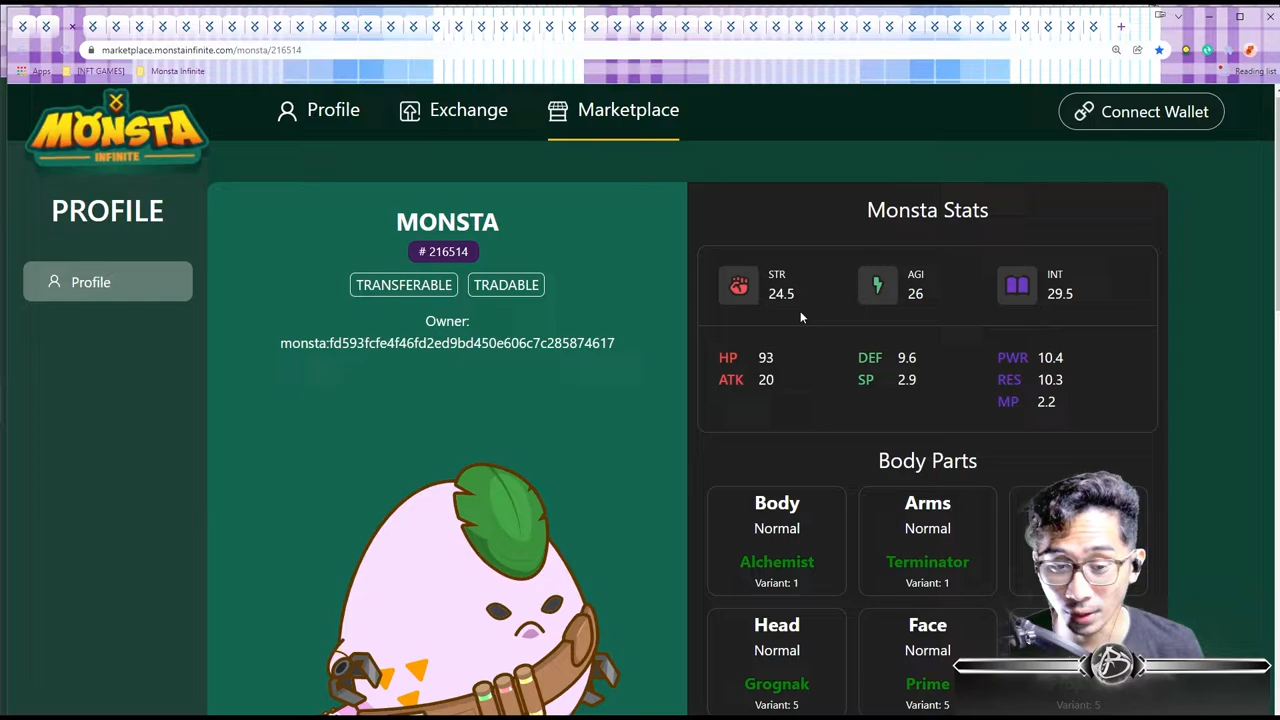 marketplace.monstainfinite.com/monsta/216514
Apps
[NFT GAMES]
Monsta Infinite
Reading list
MONSTA
INFINITE
Profile
Exchange
Marketplace
Connect Wallet
PROFILE
Profile
MONSTA
# 216514
TRANSFERABLE
TRADABLE
Owner:
monsta:fd593fcfe4f46fd2ed9bd450e606c7c285874617
Monsta Stats
STR
24.5
AGI
26
INT
29.5
HP 93
ATK 20
DEF 9.6
SP 2.9
PWR 10.4
RES 10.3
MP 2.2
Body Parts
Body
Normal
Alchemist
Variant: 1
Arms
Normal
Terminator
Variant: 1
Head
Normal
Grognak
Variant: 5
Face
Normal
Prime
Variant: 5
Variant: 5